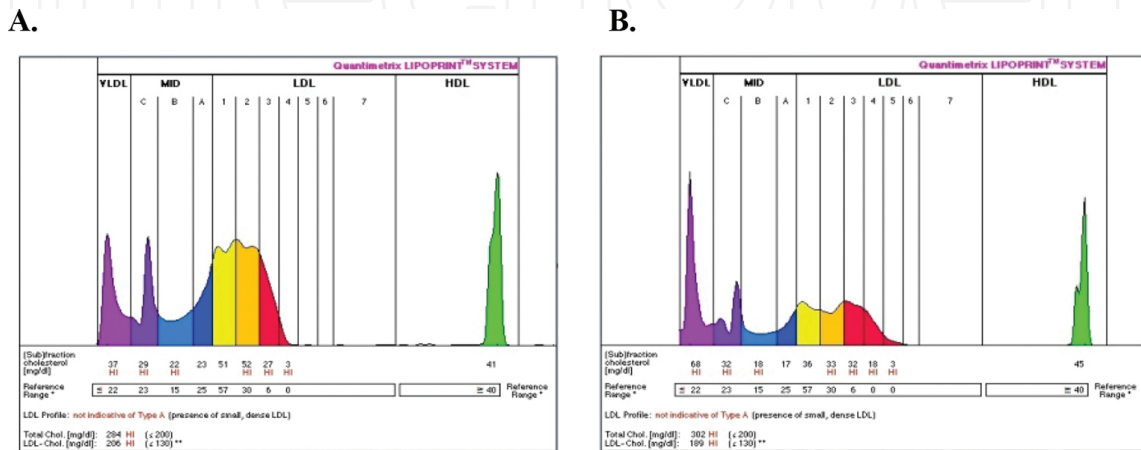 A.
Quantimetrix LIPOPRINT™ SYSTEM
VLDL MID LDL HDL
C B A 1 2 3 4 5 6 7
(Sub)fraction
cholesterol
[mg/dl]
37 29 22 23 51 52 27 3 41
HI HI HI HI HI HI
Reference
Range *
≤ 22 23 15 25 57 30 6 0 ≥ 40
Reference
Range *
LDL Profile: not indicative of Type A (presence of small, dense LDL)
Total Chol. [mg/dl]: 284 HI (≤200)
LDL-Chol. [mg/dl]: 206 HI (≤130) **
B.
Quantimetrix LIPOPRINT™ SYSTEM
VLDL MID LDL HDL
C B A 1 2 3 4 5 6 7
(Sub)fraction
cholesterol
[mg/dl]
68 32 18 17 36 33 32 18 3 45
HI HI HI HI HI HI HI
Reference
Range *
≤ 22 23 15 25 57 30 6 0 ≥ 40
Reference
Range *
LDL Profile: not indicative of Type A (presence of small, dense LDL)
Total Chol. [mg/dl]: 302 HI (≤200)
LDL-Chol. [mg/dl]: 189 HI (≤130) **